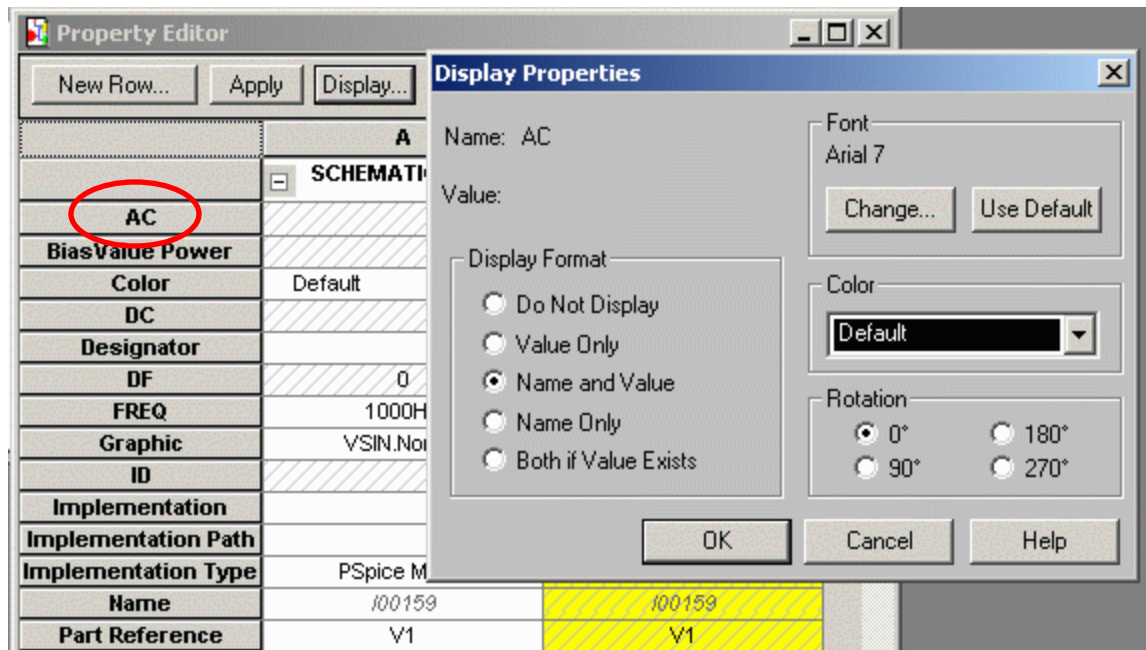 Property Editor
New Row...
Apply
Display...
A
SCHEMATI
AC
BiasValue Power
Color
Default
DC
Designator
DF
0
FREQ
1000H
Graphic
VSIN.Nor
ID
Implementation
Implementation Path
Implementation Type
PSpice M
Name
I00159
I00159
Part Reference
V1
V1
Display Properties
Name: AC
Value:
Display Format
Do Not Display
Value Only
Name and Value
Name Only
Both if Value Exists
Font
Arial 7
Change...
Use Default
Color
Default
Rotation
0°
180°
90°
270°
OK
Cancel
Help